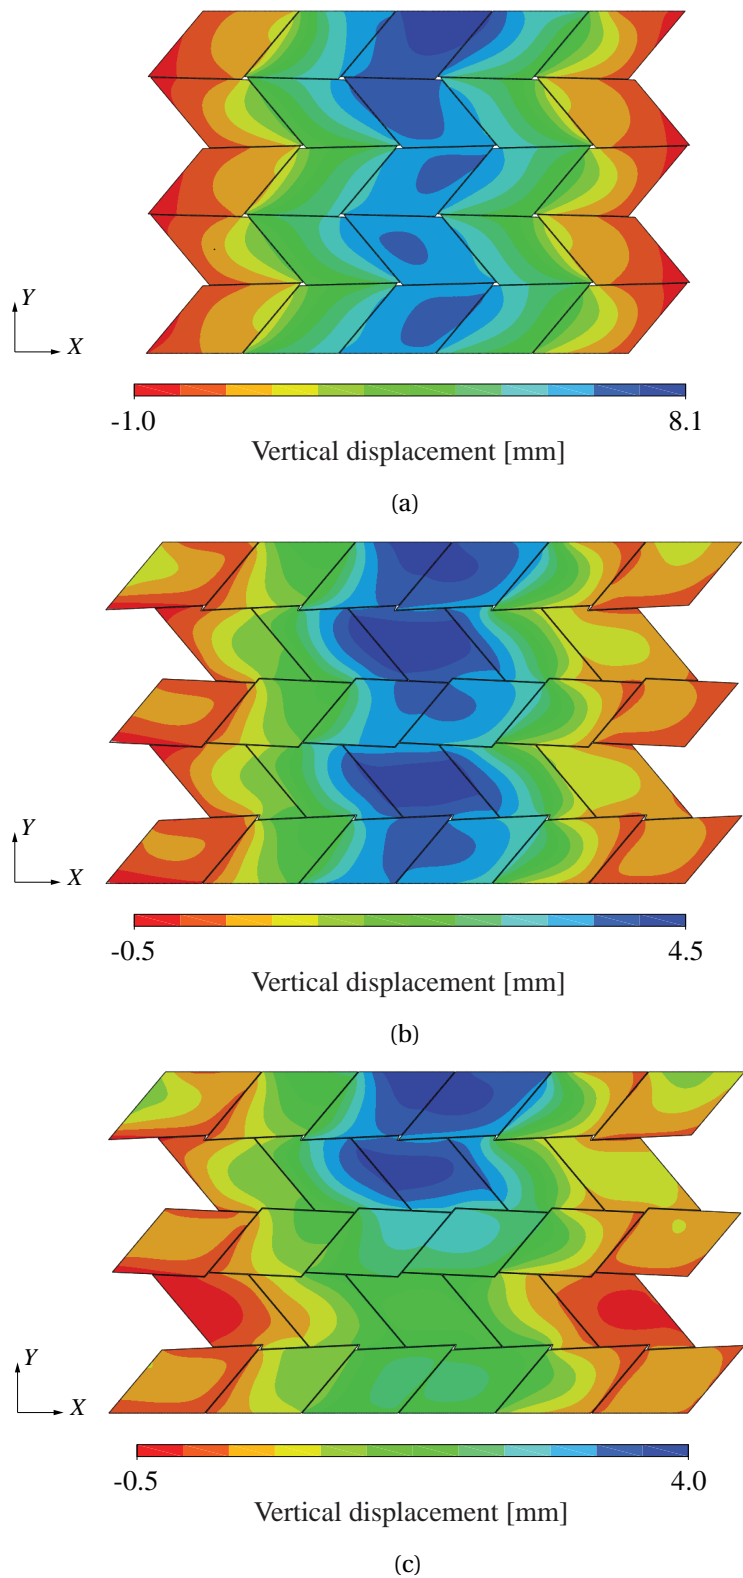 Y
X
-1.0 8.1
Vertical displacement [mm]
(a)
Y
X
-0.5 4.5
Vertical displacement [mm]
(b)
Y
X
-0.5 4.0
Vertical displacement [mm]
(c)